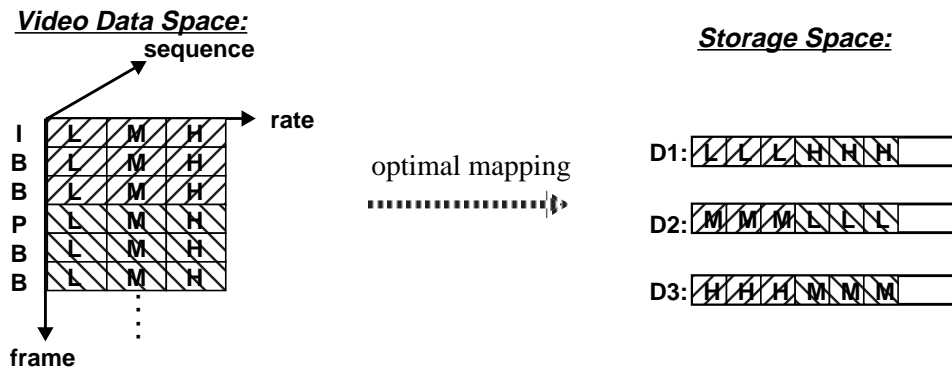 Video Data Space:
sequence
rate
I L M H
B L M H
B L M H
P L M H
B L M H
B L M H
frame
optimal mapping
Storage Space:
D1: L L L H H H
D2: M M M L L L
D3: H H H M M M